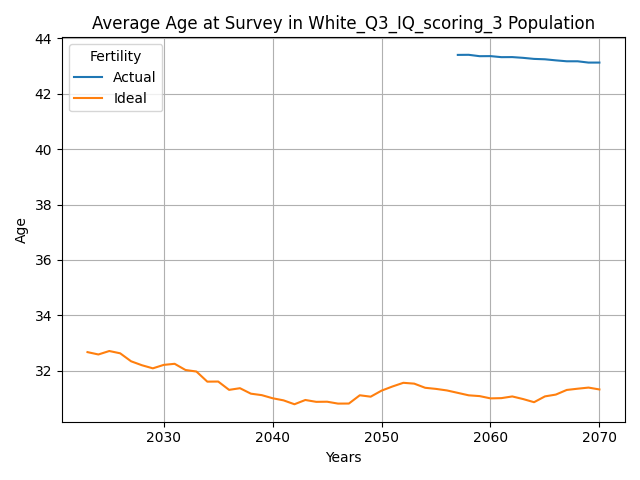 Average Age at Survey in White_Q3_IQ_scoring_3 Population
Fertility
Actual
Ideal
Age
44
42
40
38
36
34
32
2030
2040
2050
2060
2070
Years